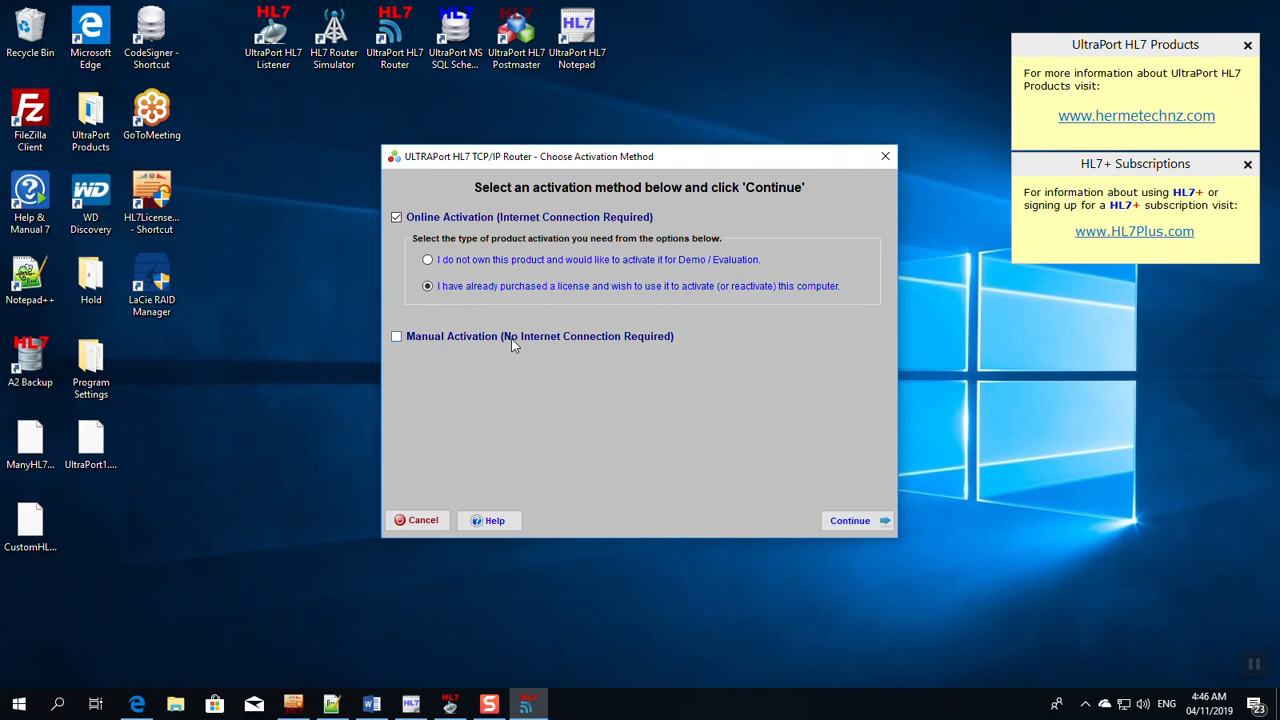 Recycle Bin
Microsoft
Edge
CodeSigner -
Shortcut
HL7
UltraPort HL7
Listener
HL7 Router
Simulator
HL7
UltraPort HL7
Router
HL7
UltraPort MS
SQL Sche...
UltraPort HL7
Postmaster
HL7
UltraPort HL7
Notepad
Fz
FileZilla
Client
UltraPort
Products
GoToMeeting
Help &
Manual 7
WD
WD
Discovery
HL7License...
- Shortcut
Notepad++
Hold
LaCie RAID
Manager
HL7
A2 Backup
Program
Settings
ManyHL7...
UltraPort1....
CustomHL...
UltraPort HL7 Products
For more information about UltraPort HL7
Products visit:
www.hermetechnz.com
HL7+ Subscriptions
For information about using HL7+ or
signing up for a HL7+ subscription visit:
www.HL7Plus.com
ULTRAPort HL7 TCP/IP Router - Choose Activation Method
Select an activation method below and click 'Continue'
Online Activation (Internet Connection Required)
Select the type of product activation you need from the options below.
I do not own this product and would like to activate it for Demo / Evaluation.
I have already purchased a license and wish to use it to activate (or reactivate) this computer.
Manual Activation (No Internet Connection Required)
Cancel
Help
Continue
HL7
HL7
HL7
ENG
4:46 AM
04/11/2019
23